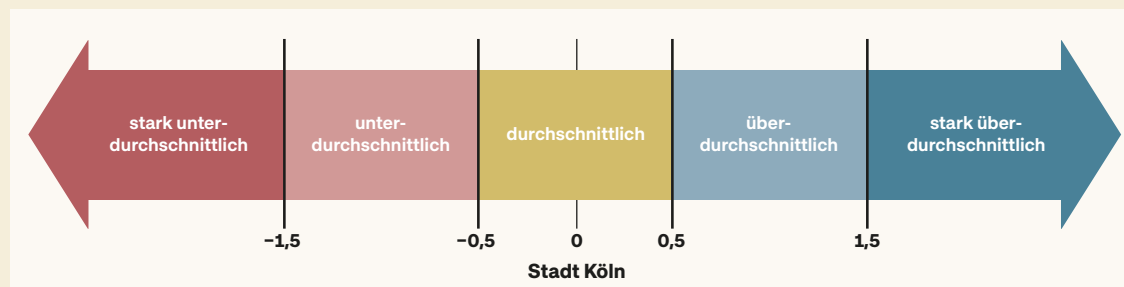 stark unter-
durchschnittlich
unter-
durchschnittlich
durchschnittlich
über-
durchschnittlich
stark über-
durchschnittlich
−1,5
−0,5
0
0,5
1,5
Stadt Köln